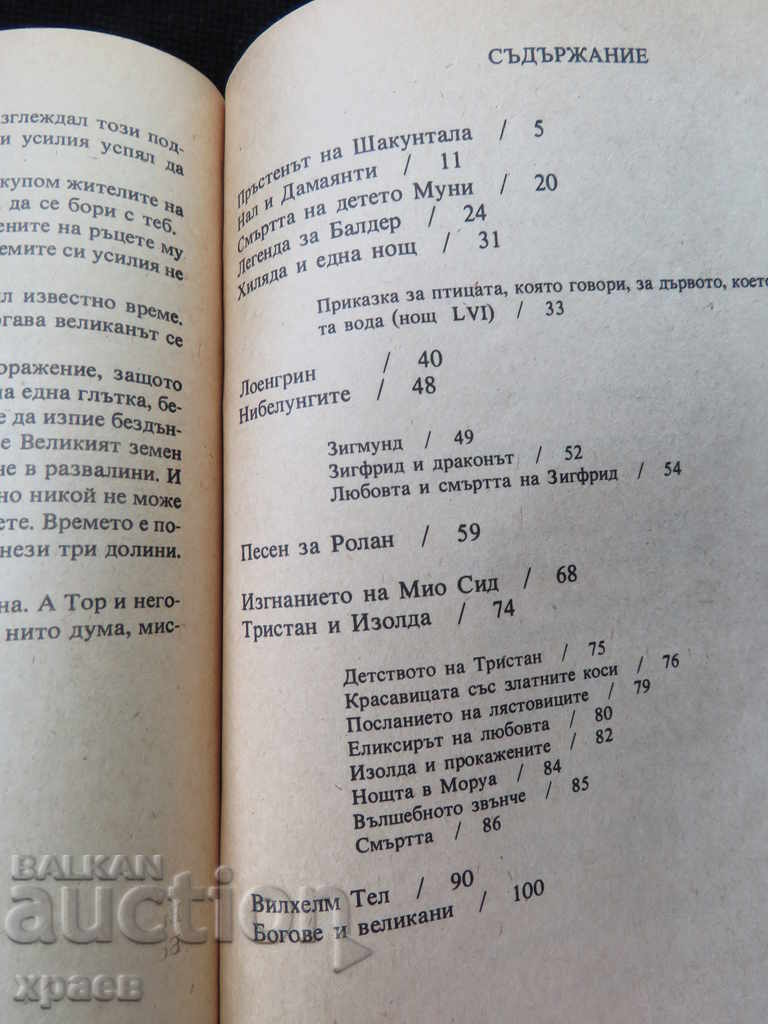 зглеждал този под-
и усилия успял да
купом жителите на
да се бори с теб.
ените на ръцете му
емите си усилия не
л известно време.
огава великанът се
оражение, защото
на една глътка, бе-
е да изпие бездън-
е Великият земен
не в развалини. И
но никой не може
ете. Времето е по-
нези три долини.
на. А Тор и него-
нито дума, мис-
СЪДЪРЖАНИЕ
Пръстенът на Шакунтала / 5
Нал и Дамаянти / 11
Смъртта на детето Муни / 20
Легенда за Балдер / 24
Хиляда и една нощ / 31
Приказка за птицата, която говори, за дървото, което
та вода (нощ LVI) / 33
Лоенгрин / 40
Нибелунгите / 48
Зигмунд / 49
Зигфрид и драконът / 52
Любовта и смъртта на Зигфрид / 54
Песен за Ролан / 59
Изгнанието на Мио Сид / 68
Тристан и Изолда / 74
Детството на Тристан / 75
Красавицата със златните коси / 76
Посланието на лястовиците / 79
Еликсирът на любовта / 80
Изолда и прокажените / 82
Нощта в Моруа / 84
Вълшебното звънче / 85
Смъртта / 86
Вилхелм Тел / 90
Богове и великани / 100
BALKAN
auction
храев